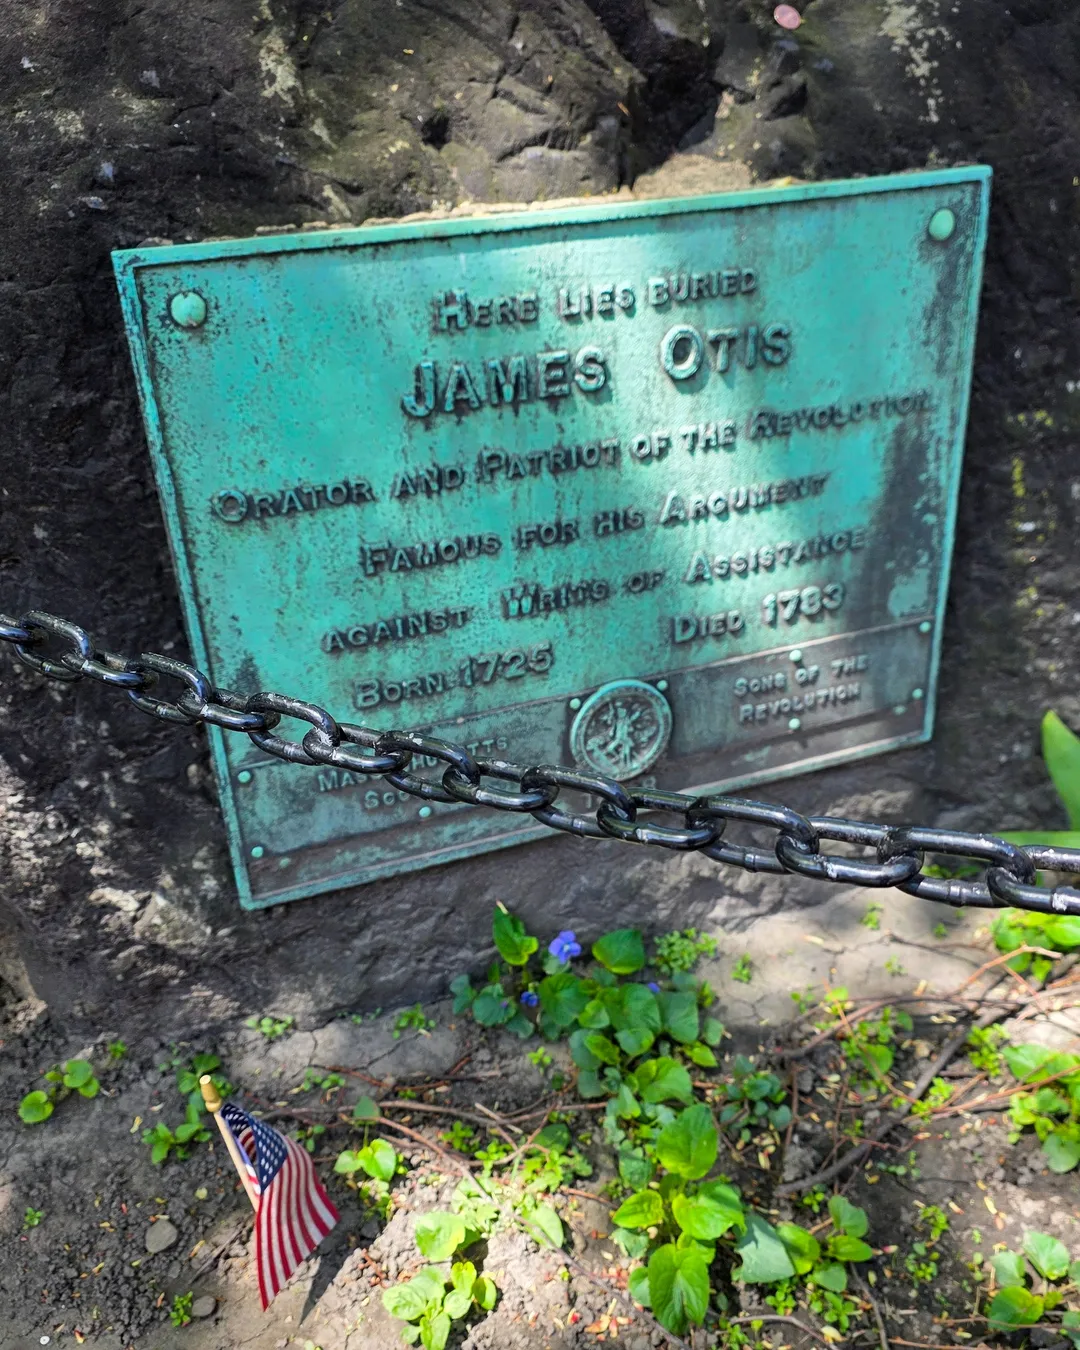 Here lies buried
James Otis
Orator and Patriot of the Revolution
Famous for his Argument
against Writs of Assistance
Born 1725 Died 1783
Sons of the
Revolution